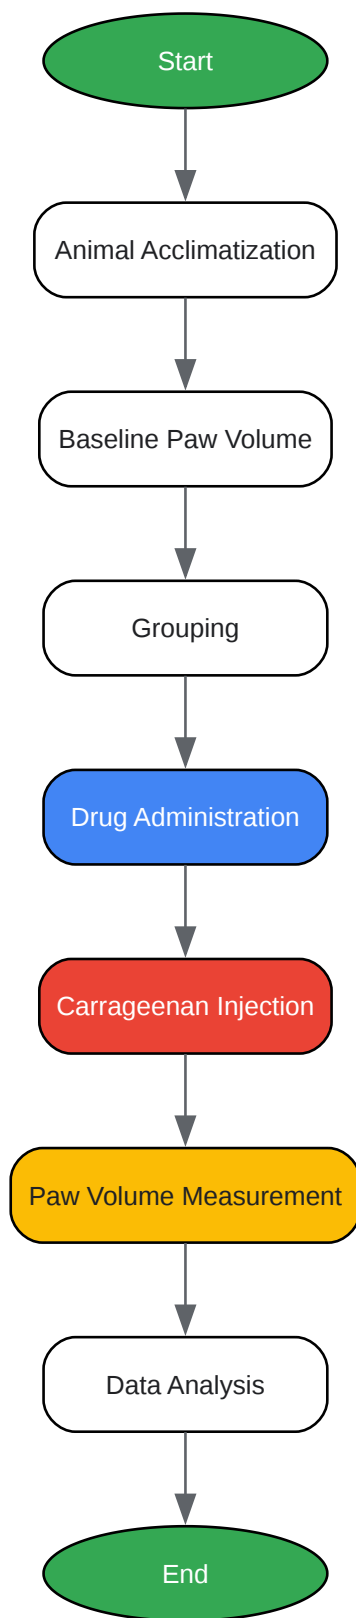 Start
Animal Acclimatization
Baseline Paw Volume
Grouping
Drug Administration
Carrageenan Injection
Paw Volume Measurement
Data Analysis
End